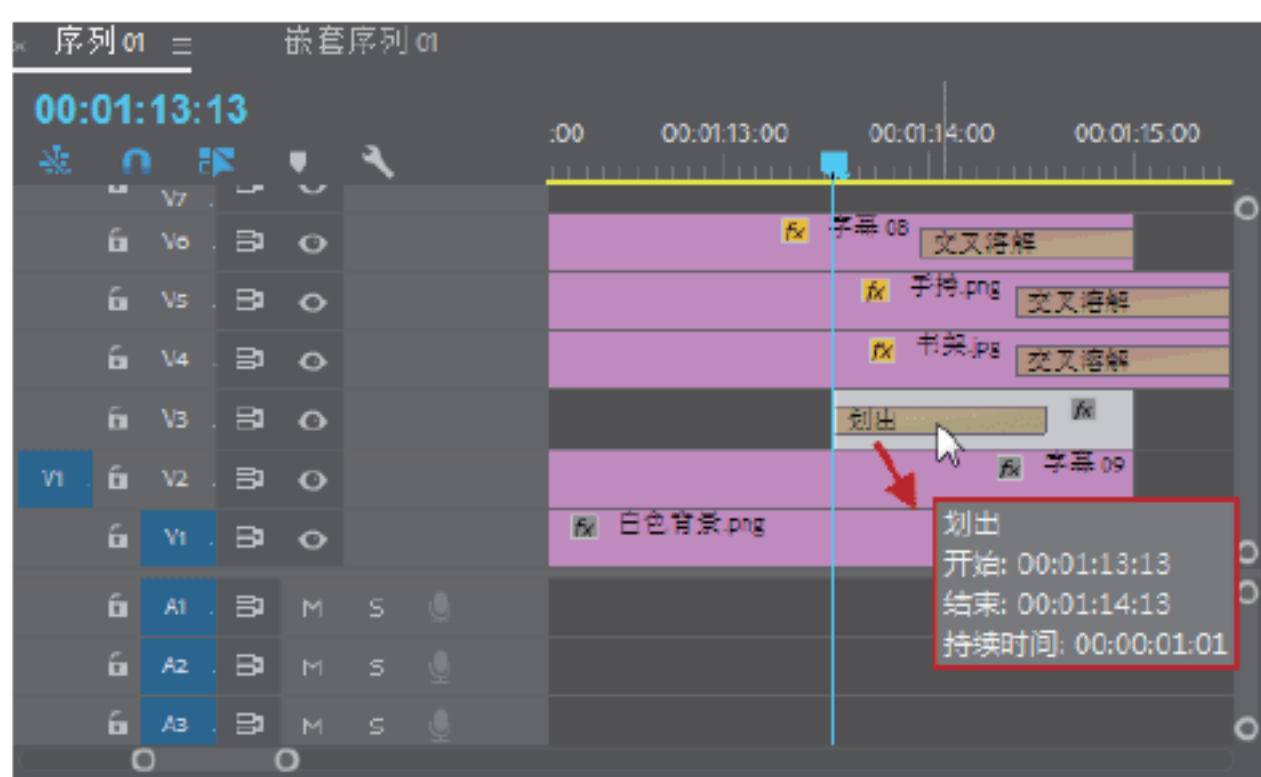 序列 01 嵌套序列 01
00:01:13:13
:00 00:01:13:00 00:01:14:00 00:01:15:00
V7
V6 fx 字幕 08 交叉溶解
V5 fx 手持.png 交叉溶解
V4 fx 书架.jpg 交叉溶解
V3 划出 fx
V1 V2 fx 字幕 09
V1 fx 白色背景.png
划出
开始: 00:01:13:13
结束: 00:01:14:13
持续时间: 00:00:01:01
A1 M S
A2 M S
A3 M S